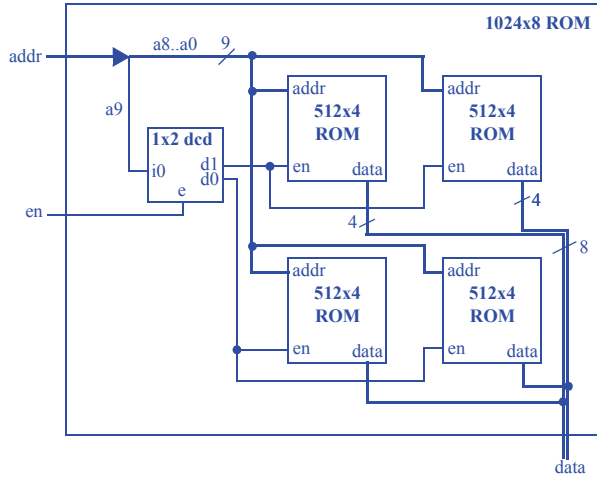 1024x8 ROM
addr
a8..a0
9
a9
addr
512x4
ROM
en
data
addr
512x4
ROM
en
data
1x2 dcd
d1
i0
d0
e
en
4
4
8
addr
512x4
ROM
en
data
addr
512x4
ROM
en
data
data